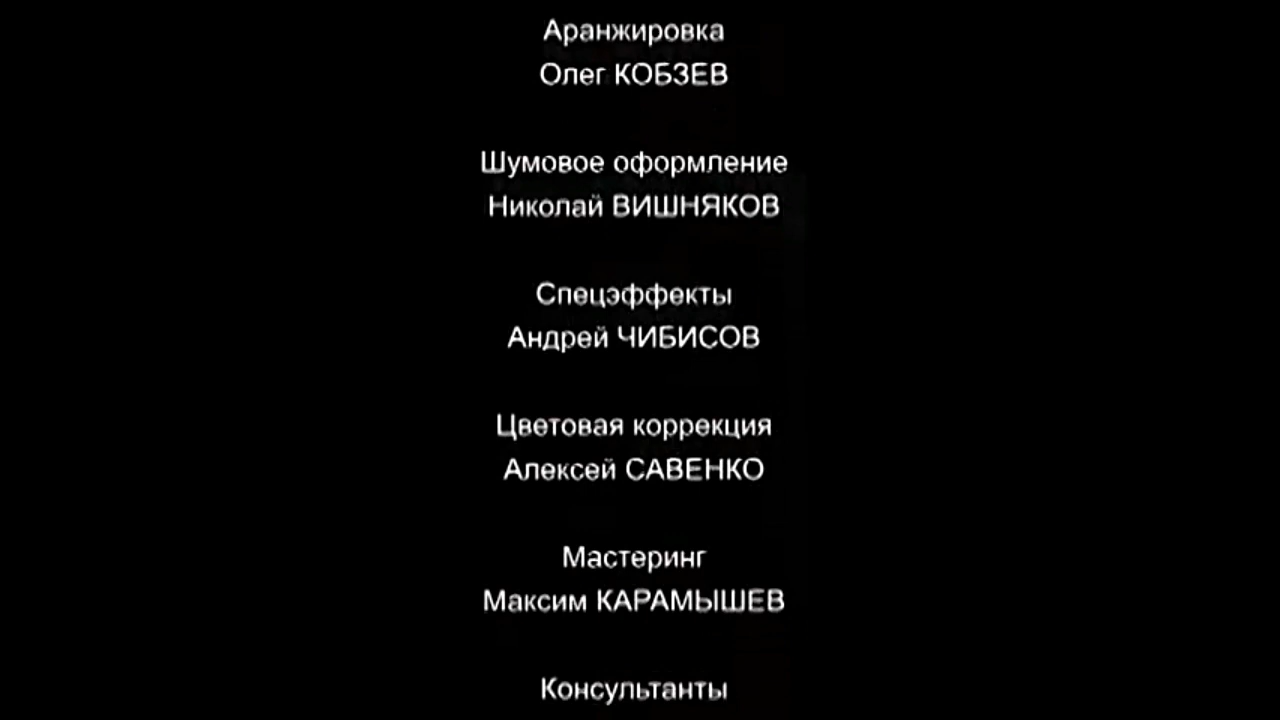 Аранжировка
Олег КОБЗЕВ
Шумовое оформление
Николай ВИШНЯКОВ
Спецэффекты
Андрей ЧИБИСОВ
Цветовая коррекция
Алексей САВЕНКО
Мастеринг
Максим КАРАМЫШЕВ
Консультанты